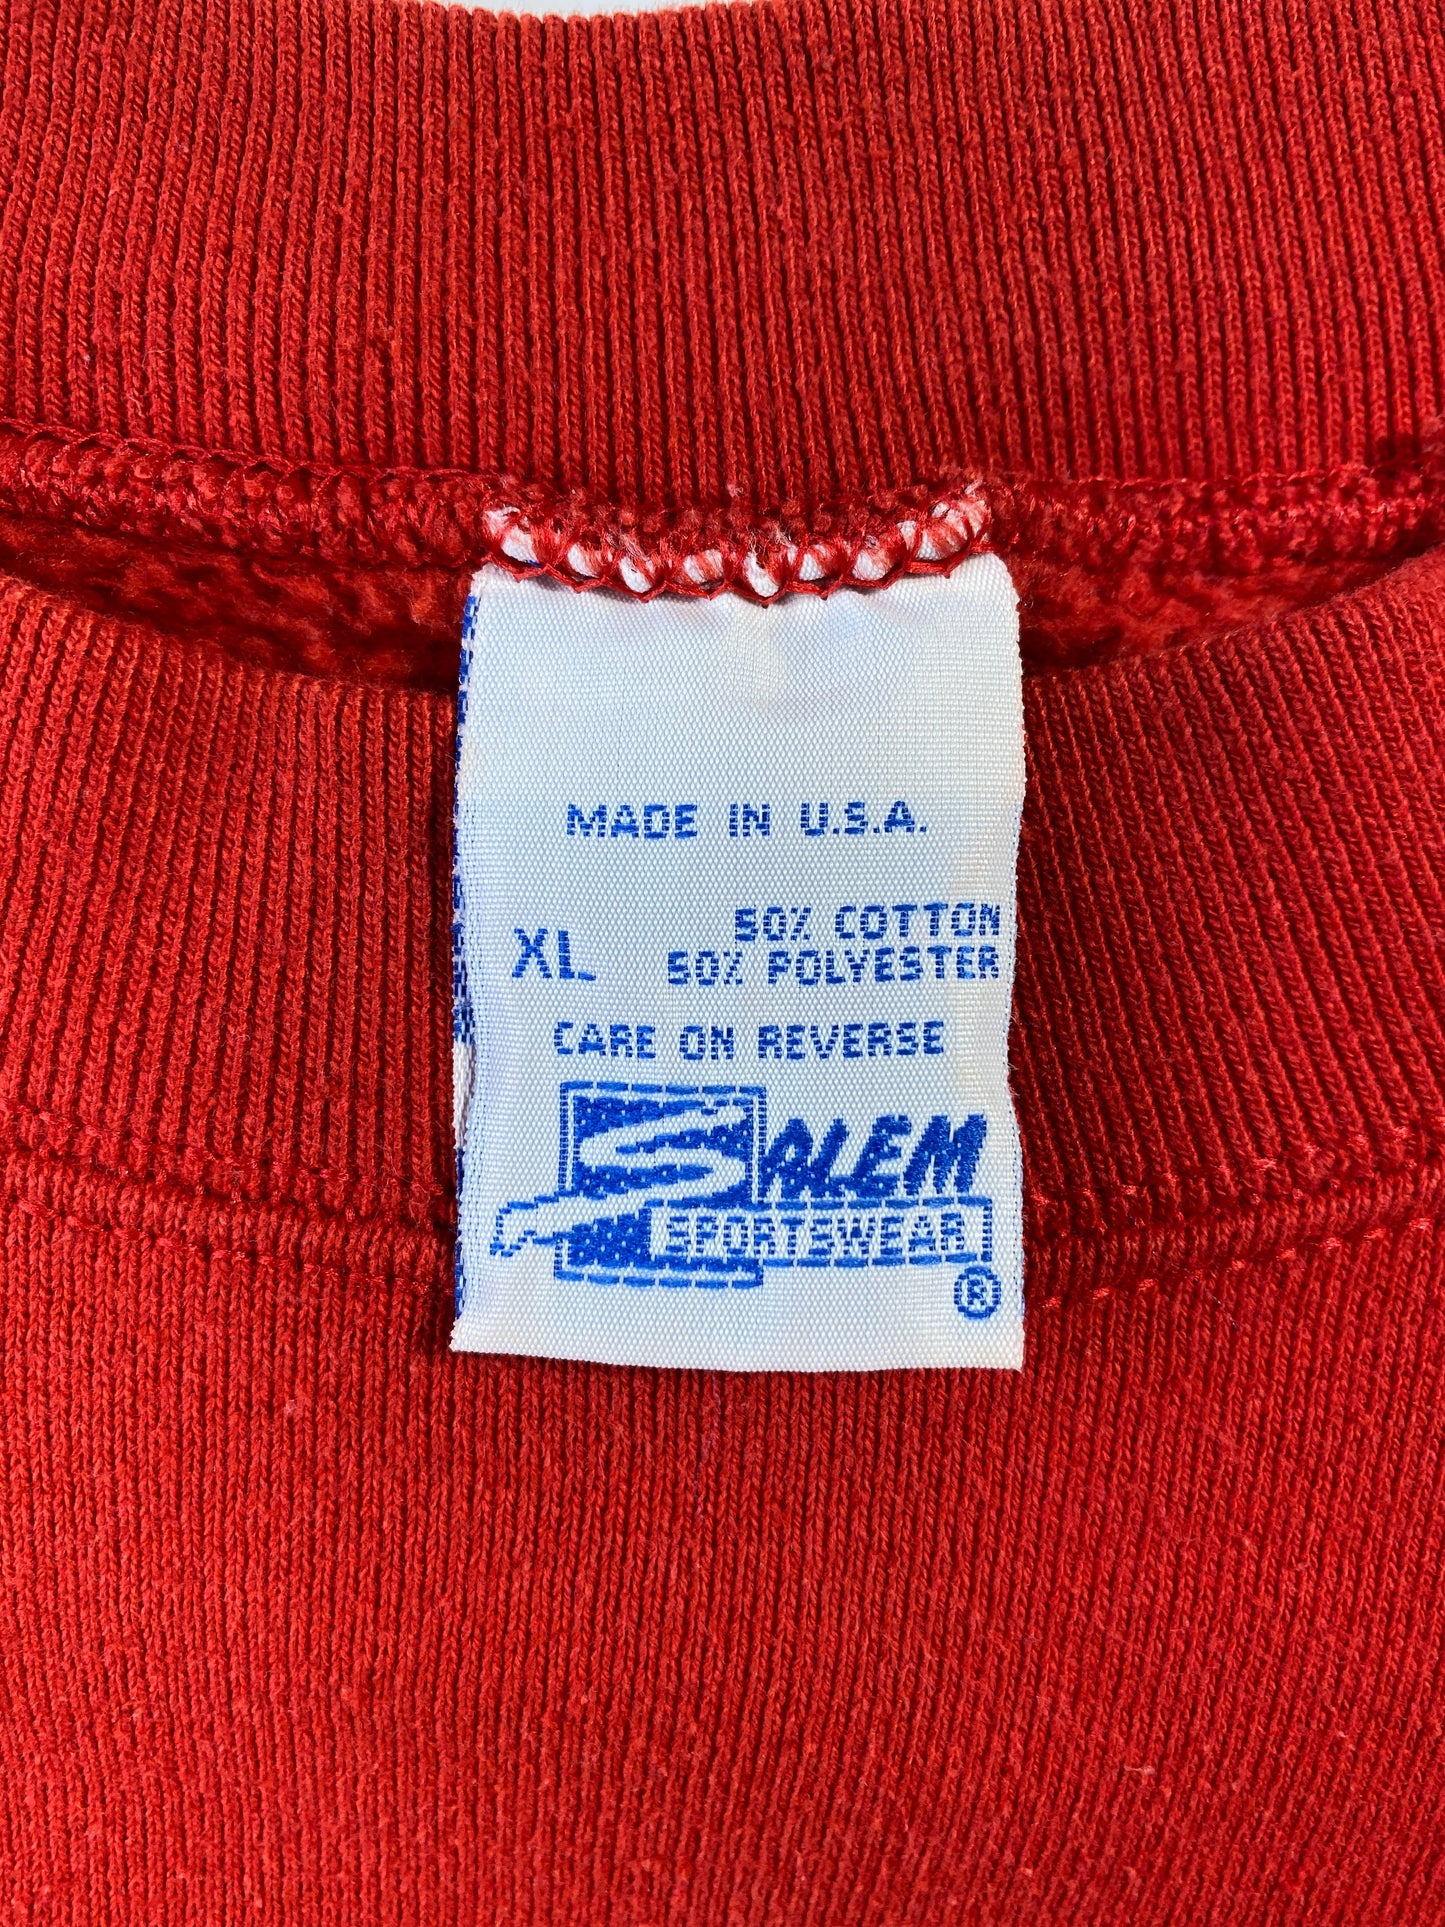 MADE IN U.S.A.
50% COTTON
XL 50% POLYESTER
CARE ON REVERSE
SALEM
SPORTSWEAR
®